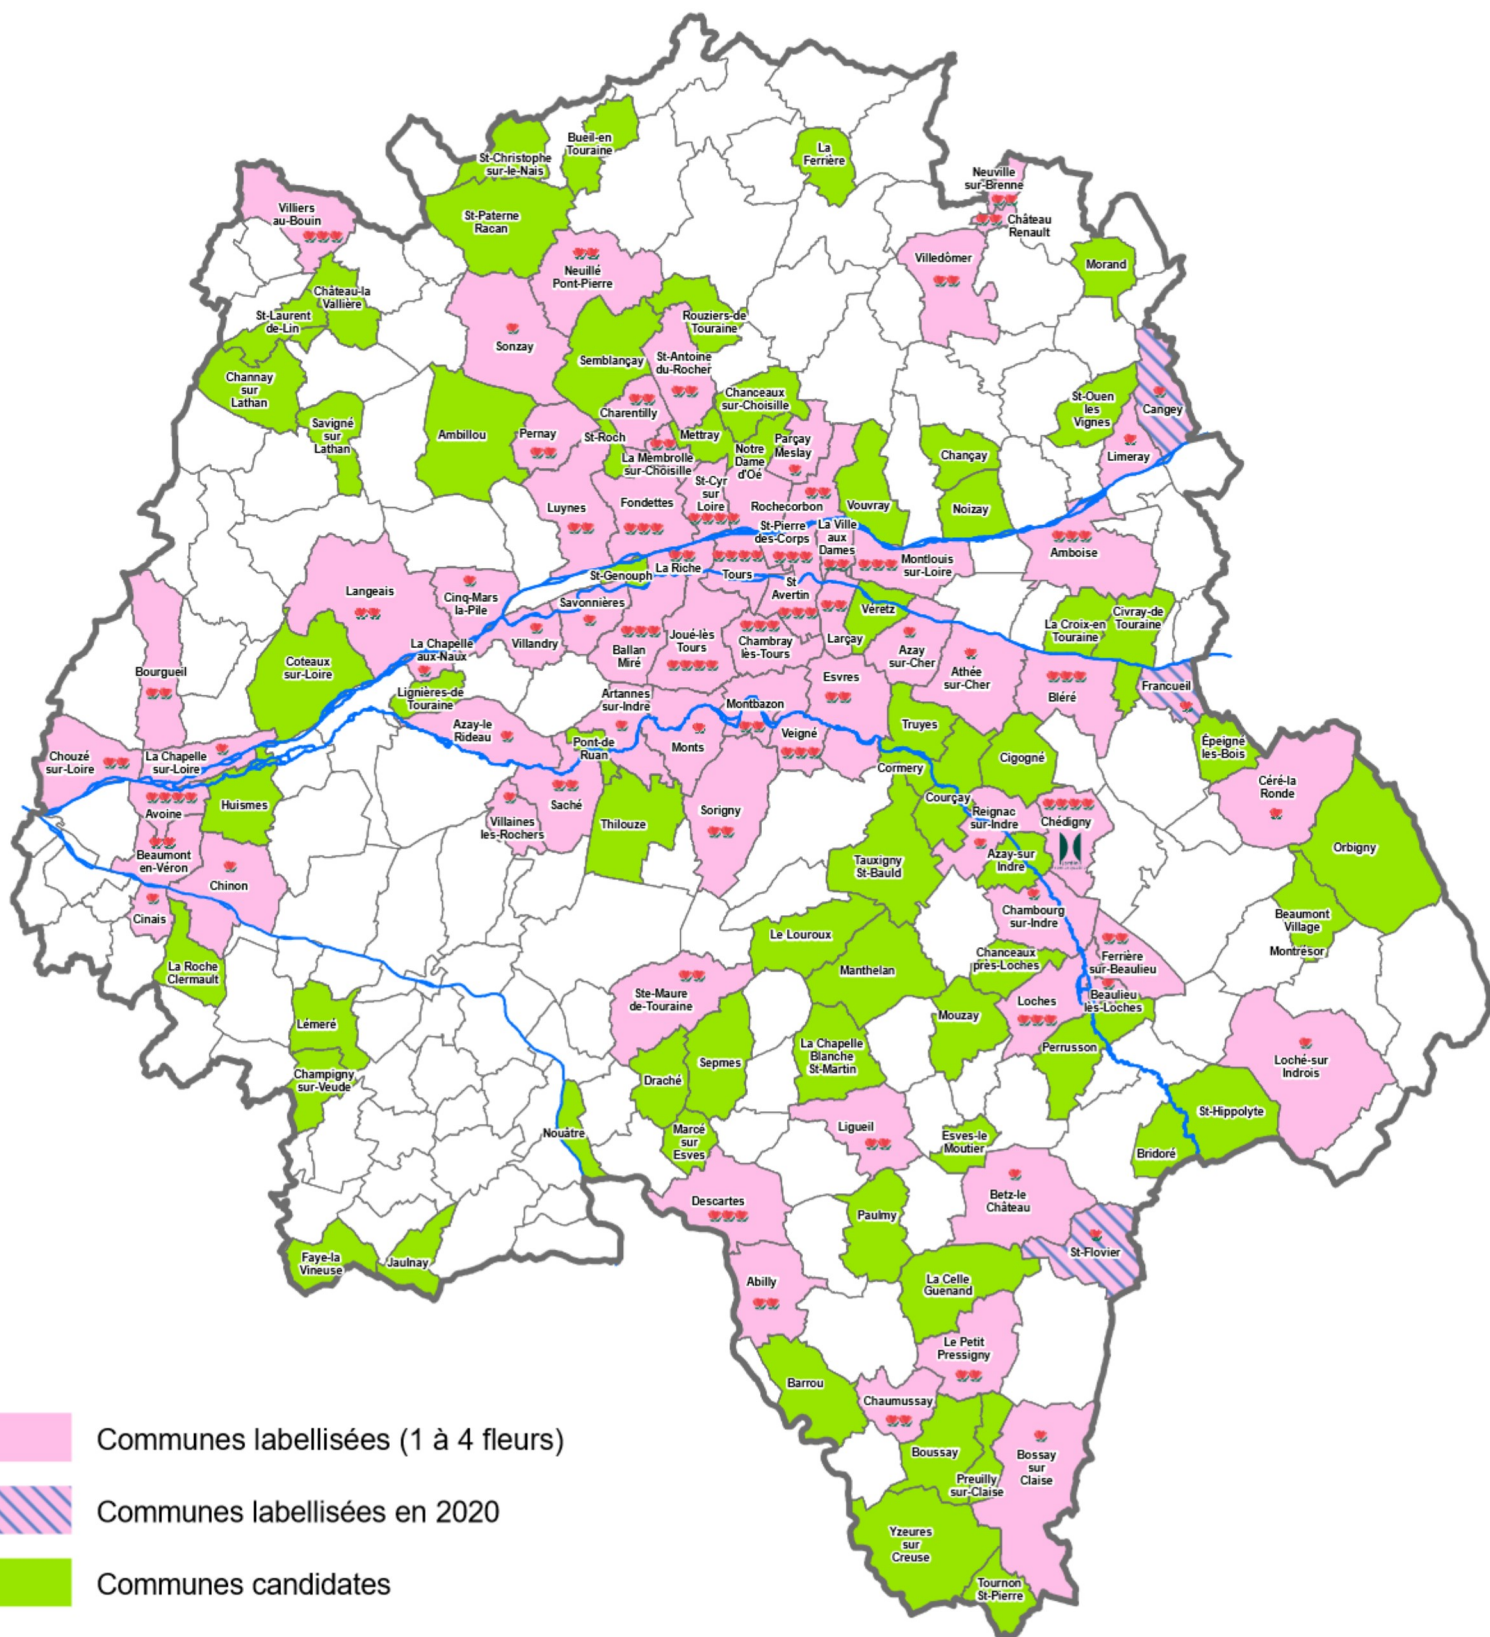 Bueil-en
Touraine
St-Christophe
sur-le-Nais
La
Ferrière
Neuville
sur-Brenne
Château
Renault
Villiers
au-Bouin
St-Paterne
Racan
Neuillé
Pont-Pierre
Villedômer
Morand
Château-la
Vallière
St-Laurent
de-Lin
Rouziers-de
Touraine
Sonzay
Semblançay
St-Antoine
du-Rocher
Channay
sur
Lathan
Chanceaux
sur-Choisille
St-Ouen
les
Vignes
Cangey
Savigné
sur
Lathan
Ambillou
Pernay
Charentilly
St-Roch
Mettray
Parçay
Meslay
Notre
Dame
d'Oé
La Membrolle
sur-Choisille
Chançay
Limeray
St-Cyr
sur
Loire
Luynes
Fondettes
Rochecorbon
Vouvray
Noizay
St-Pierre
des-Corps
La Ville
aux
Dames
Amboise
Montlouis
sur-Loire
St-Genouph
La Riche
Tours
Langeais
Cinq-Mars
la-Pile
Savonnières
St
Avertin
Véretz
La Croix-en
Touraine
Civray-de
Touraine
Villandry
Ballan
Miré
Joué-lès
Tours
Chambray
lès-Tours
Larçay
Azay
sur-Cher
Athée
sur-Cher
La Chapelle
aux-Naux
Bourgueil
Coteaux
sur-Loire
Lignières-de
Touraine
Artannes
sur-Indre
Montbazon
Esvres
Bléré
Francueil
Azay-le
Rideau
Pont-de
Ruan
Monts
Veigné
Truyes
Cigogné
Épeigné
les-Bois
Chouzé
sur-Loire
La Chapelle
sur-Loire
Cormery
Céré-la
Ronde
Avoine
Huismes
Saché
Villaines
les-Rochers
Thilouze
Sorigny
Courçay
Reignac
sur-Indre
Chédigny
Beaumont
en-Véron
Chinon
Tauxigny
St-Bauld
Azay-sur
Indre
Orbigny
Cinais
Chambourg
sur-Indre
Beaumont
Village
Montrésor
Le Louroux
La Roche
Clermault
Manthelan
Chanceaux
près-Loches
Ferrière
sur-Beaulieu
Ste-Maure
de-Touraine
Loches
Beaulieu
lès-Loches
Lémeré
Mouzay
Perrusson
Champigny
sur-Veude
Draché
Sepmes
La Chapelle
Blanche
St-Martin
Loché-sur
Indrois
St-Hippolyte
Nouâtre
Marcé
sur
Esves
Ligueil
Esves-le
Moutier
Bridoré
Descartes
Betz-le
Château
Paulmy
St-Flovier
Faye-la
Vineuse
Jaulnay
Abilly
La Celle
Guenand
Le Petit
Pressigny
Barrou
Chaumussay
Boussay
Bossay
sur
Claise
Preuilly
sur-Claise
Yzeures
sur
Creuse
Tournon
St-Pierre
Communes labellisées (1 à 4 fleurs)
Communes labellisées en 2020
Communes candidates